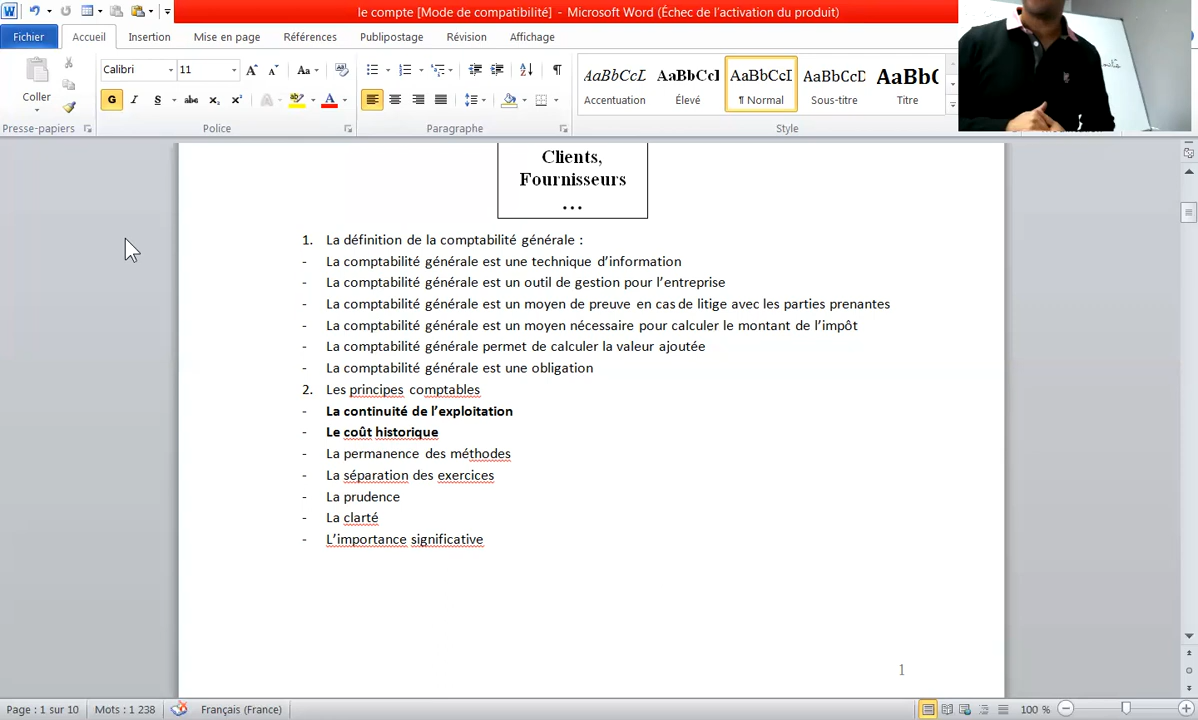 le compte [Mode de compatibilité] - Microsoft Word (Échec de l'activation du produit)
Fichier Accueil Insertion Mise en page Références Publipostage Révision Affichage
Coller
Calibri 11
G I S abc x₂ x² A A
AaBbCcL AaBbCcI AaBbCcI AaBbCcD AaBbC
Accentuation Élevé ¶ Normal Sous-titre Titre
Presse-papiers Police Paragraphe Style
Clients,
Fournisseurs
…
1. La définition de la comptabilité générale :
- La comptabilité générale est une technique d’information
- La comptabilité générale est un outil de gestion pour l’entreprise
- La comptabilité générale est un moyen de preuve en cas de litige avec les parties prenantes
- La comptabilité générale est un moyen nécessaire pour calculer le montant de l’impôt
- La comptabilité générale permet de calculer la valeur ajoutée
- La comptabilité générale est une obligation
2. Les principes comptables
- La continuité de l’exploitation
- Le coût historique
- La permanence des méthodes
- La séparation des exercices
- La prudence
- La clarté
- L’importance significative
1
Page : 1 sur 10 Mots : 1 238 Français (France) 100 %